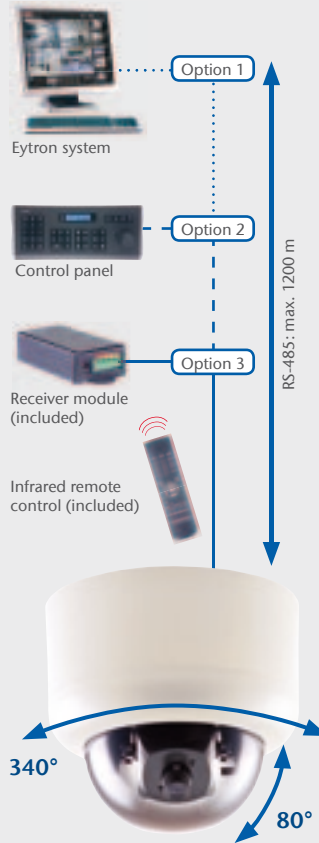 Option 1
Eytron system
Option 2
Control panel
RS-485: max. 1200 m
Option 3
Receiver module
(included)
Infrared remote
control (included)
340°
80°